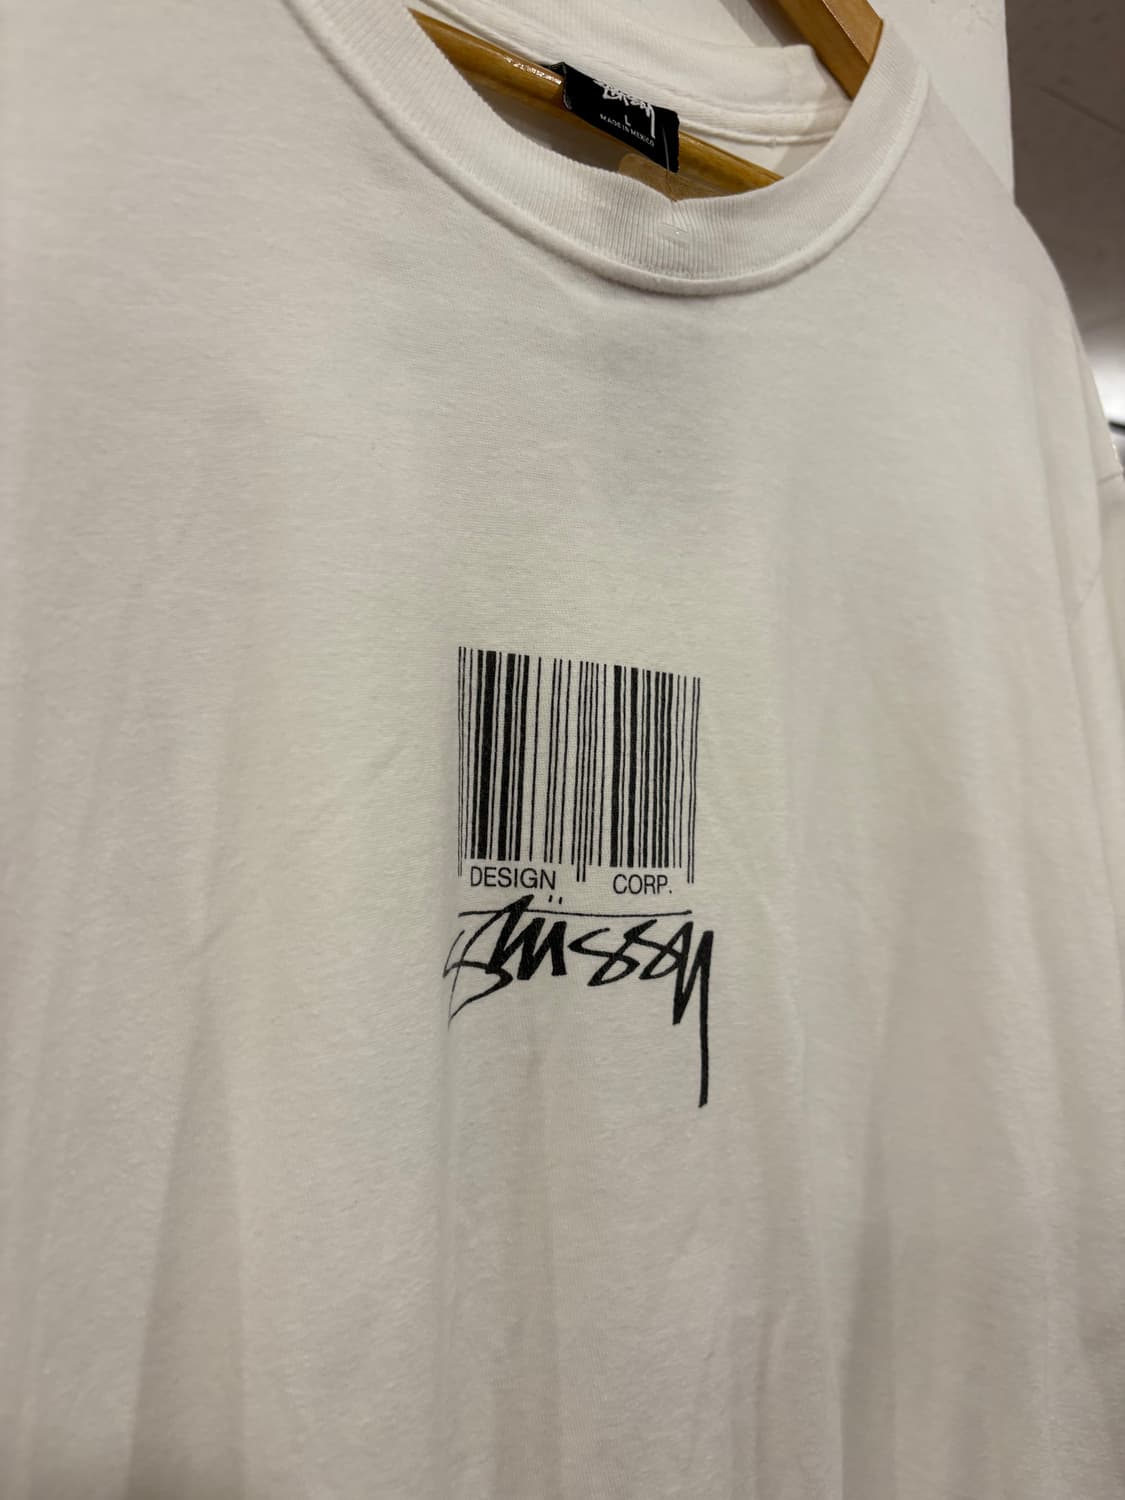 STÜSSY
L
MADE IN MEXICO
DESIGN CORP.
Stüssy